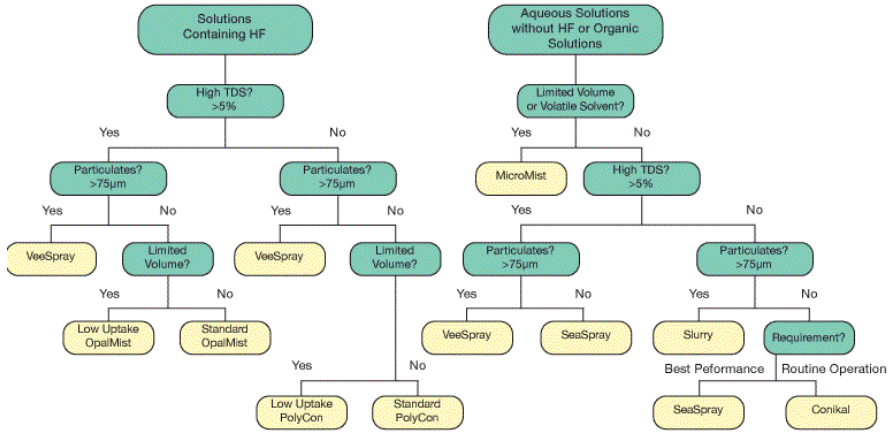 Solutions
Containing HF
Aqueous Solutions
without HF or Organic
Solutions
High TDS?
>5%
Limited Volume
or Volatile Solvent?
Yes
No
Yes
No
Particulates?
>75µm
Particulates?
>75µm
MicroMist
High TDS?
>5%
Yes
No
Yes
No
Yes
No
VeeSpray
Limited
Volume?
VeeSpray
Limited
Volume?
Particulates?
>75µm
Particulates?
>75µm
Yes
No
Yes
No
Yes
No
Low Uptake
OpalMist
Standard
OpalMist
VeeSpray
SeaSpray
Slurry
Requirement?
Yes
No
Best Peformance
Routine Operation
Low Uptake
PolyCon
Standard
PolyCon
SeaSpray
Conikal